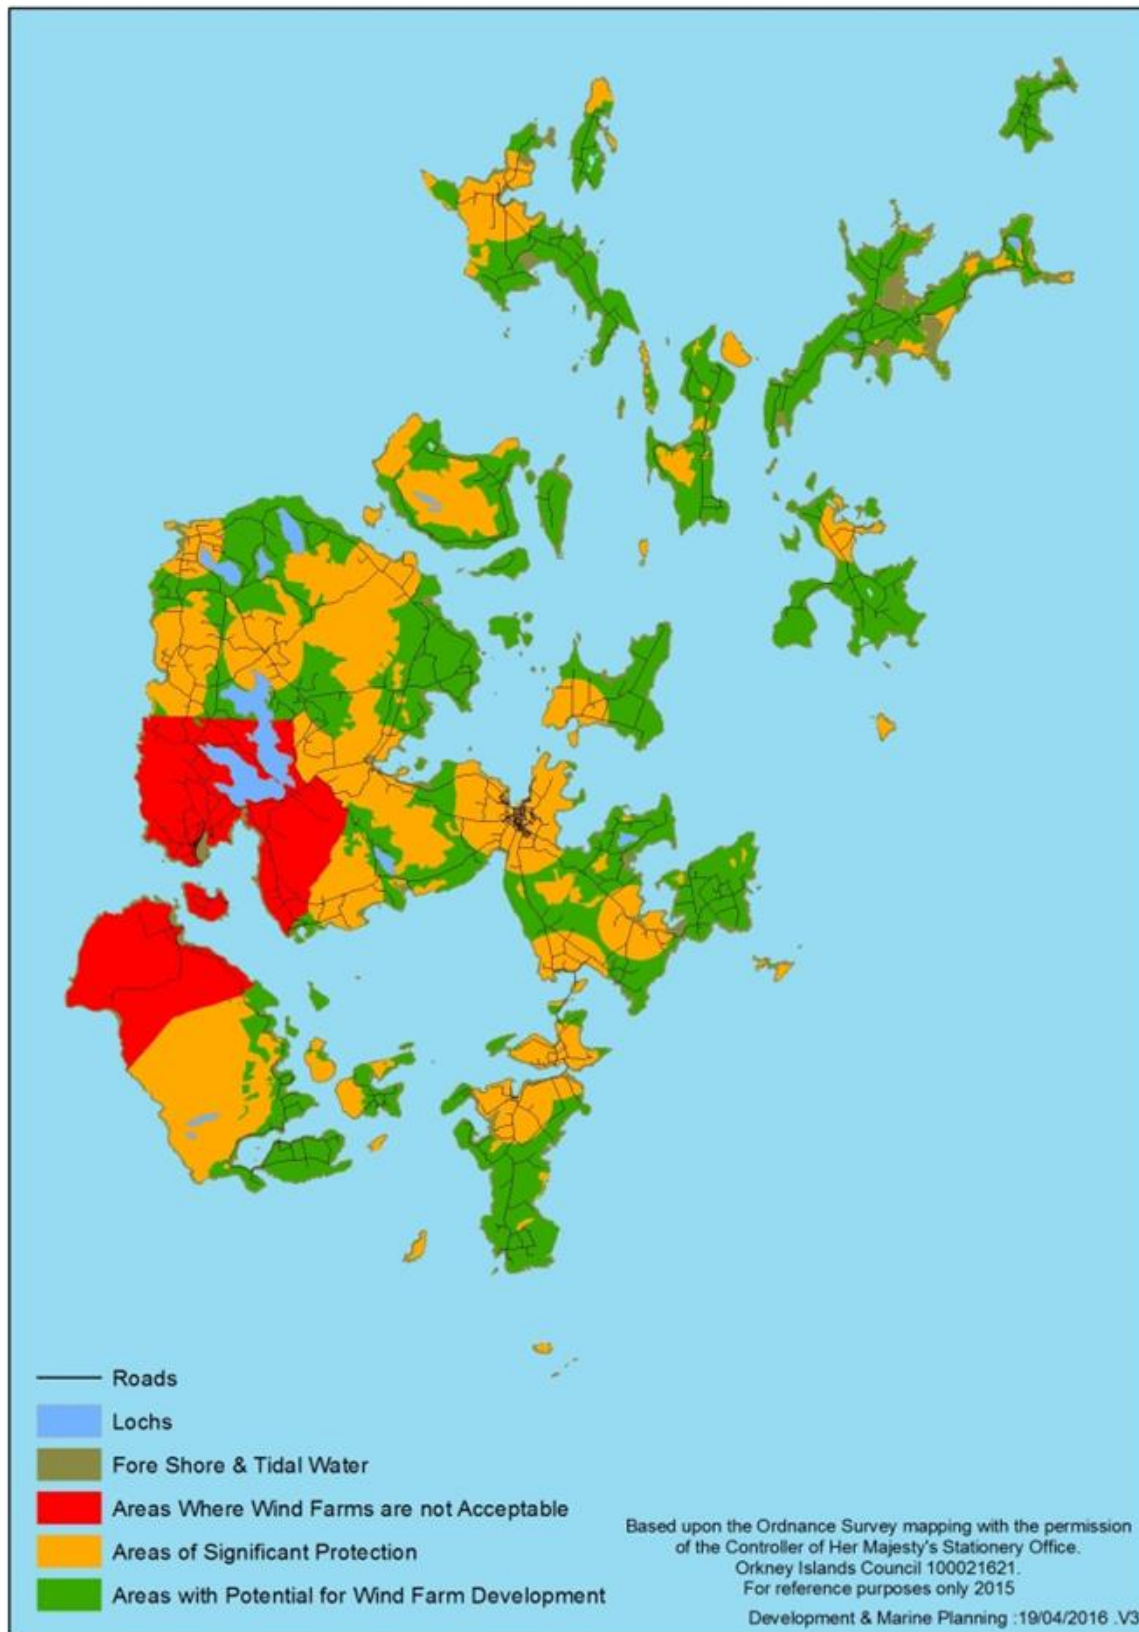 Roads
Lochs
Fore Shore & Tidal Water
Areas Where Wind Farms are not Acceptable
Areas of Significant Protection
Areas with Potential for Wind Farm Development
Based upon the Ordnance Survey mapping with the permission
of the Controller of Her Majesty's Stationery Office.
Orkney Islands Council 100021621.
For reference purposes only 2015
Development & Marine Planning :19/04/2016 .V3